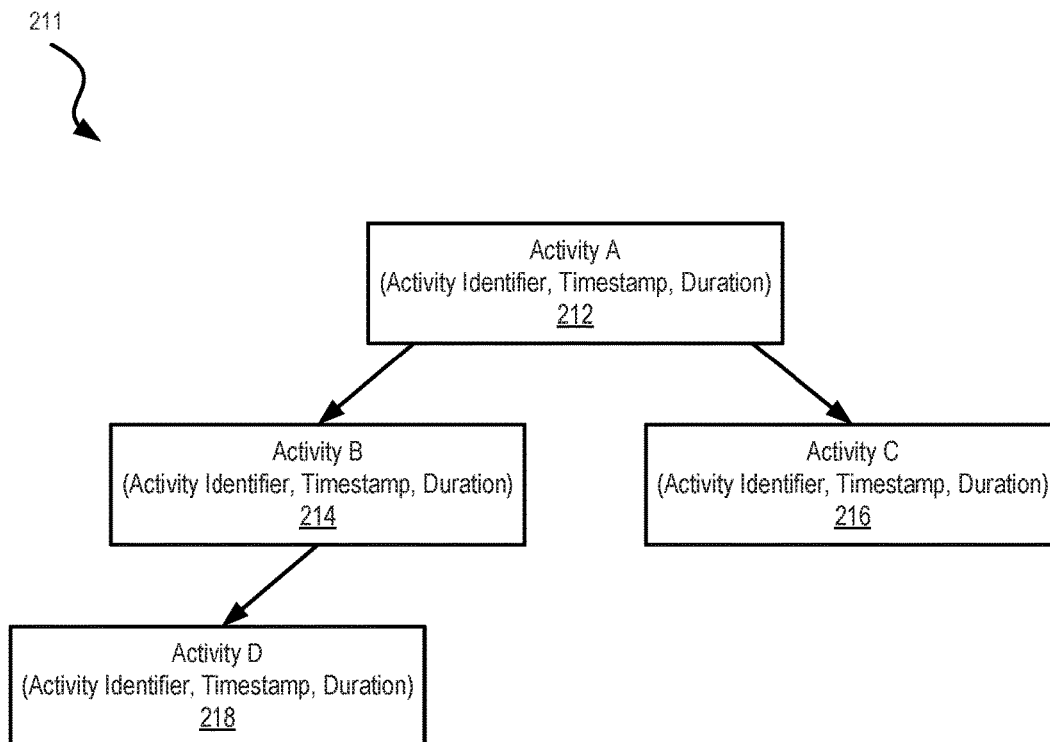 211
Activity A
(Activity Identifier, Timestamp, Duration)
212
Activity B
(Activity Identifier, Timestamp, Duration)
214
Activity C
(Activity Identifier, Timestamp, Duration)
216
Activity D
(Activity Identifier, Timestamp, Duration)
218